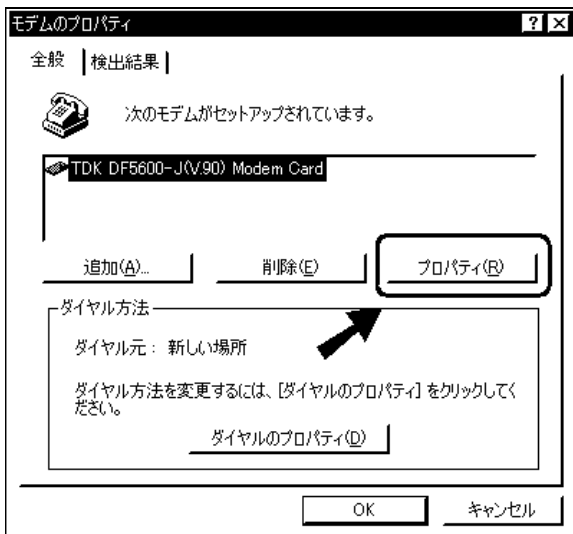 モデムのプロパティ
全般
検出結果
次のモデムがセットアップされています。
TDK DF5600-J(V.90) Modem Card
追加(A)...
削除(E)
プロパティ(R)
ダイヤル方法
ダイヤル元： 新しい場所
ダイヤル方法を変更するには、[ダイヤルのプロパティ] をクリックしてく
ださい。
ダイヤルのプロパティ(D)
OK
キャンセル